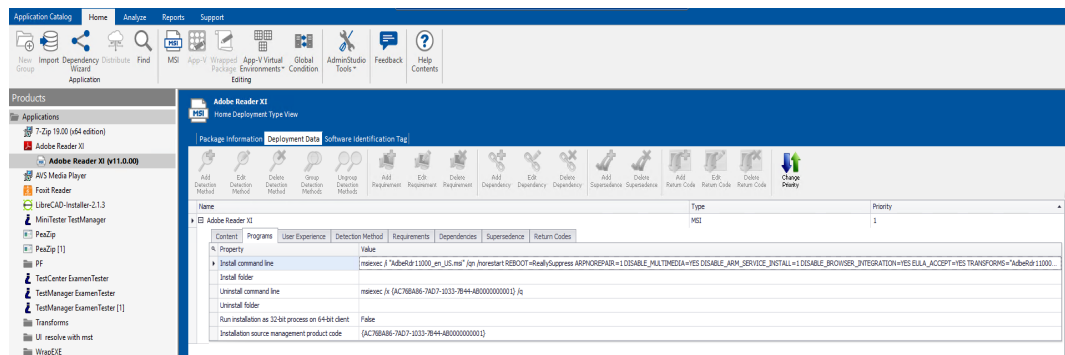 Application Catalog Home Analyze Reports Support
New Group Import Dependency Wizard Distribute Find MSI App-V Wrapped Package App-V Virtual Environments Global Condition AdminStudio Tools Feedback Help Contents
Application Editing
Products
Applications
7-Zip 19.00 (x64 edition)
Adobe Reader XI
Adobe Reader XI (v11.0.00)
AVS Media Player
Foxit Reader
LibreCAD-Installer-2.1.3
MiniTester TestManager
PeaZip
PeaZip [1]
PF
TestCenter ExamenTester
TestManager ExamenTester
TestManager ExamenTester [1]
Transforms
UI resolve with mst
WrapEXE
MSI
Adobe Reader XI
Home Deployment Type View
Package Information Deployment Data Software Identification Tag
Add Detection Method Edit Detection Method Delete Detection Method Group Detection Methods Ungroup Detection Methods Add Requirement Edit Requirement Delete Requirement Add Dependency Edit Dependency Delete Dependency Add Supersedence Delete Supersedence Add Return Code Edit Return Code Delete Return Code Change Priority
Name Type Priority
Adobe Reader XI MSI 1
Content Programs User Experience Detection Method Requirements Dependencies Supersedence Return Codes
Property Value
Install command line msiexec /i "AdbeRdr11000_en_US.msi" /qn /norestart REBOOT=ReallySuppress ARPNOREPAIR=1 DISABLE_MULTIMEDIA=YES DISABLE_ARM_SERVICE_INSTALL=1 DISABLE_BROWSER_INTEGRATION=YES EULA_ACCEPT=YES TRANSFORMS="AdbeRdr11000...
Install folder
Uninstall command line msiexec /x {AC76BA86-7AD7-1033-7B44-AB0000000001} /q
Uninstall folder
Run installation as 32-bit process on 64-bit client False
Installation source management product code {AC76BA86-7AD7-1033-7B44-AB0000000001}